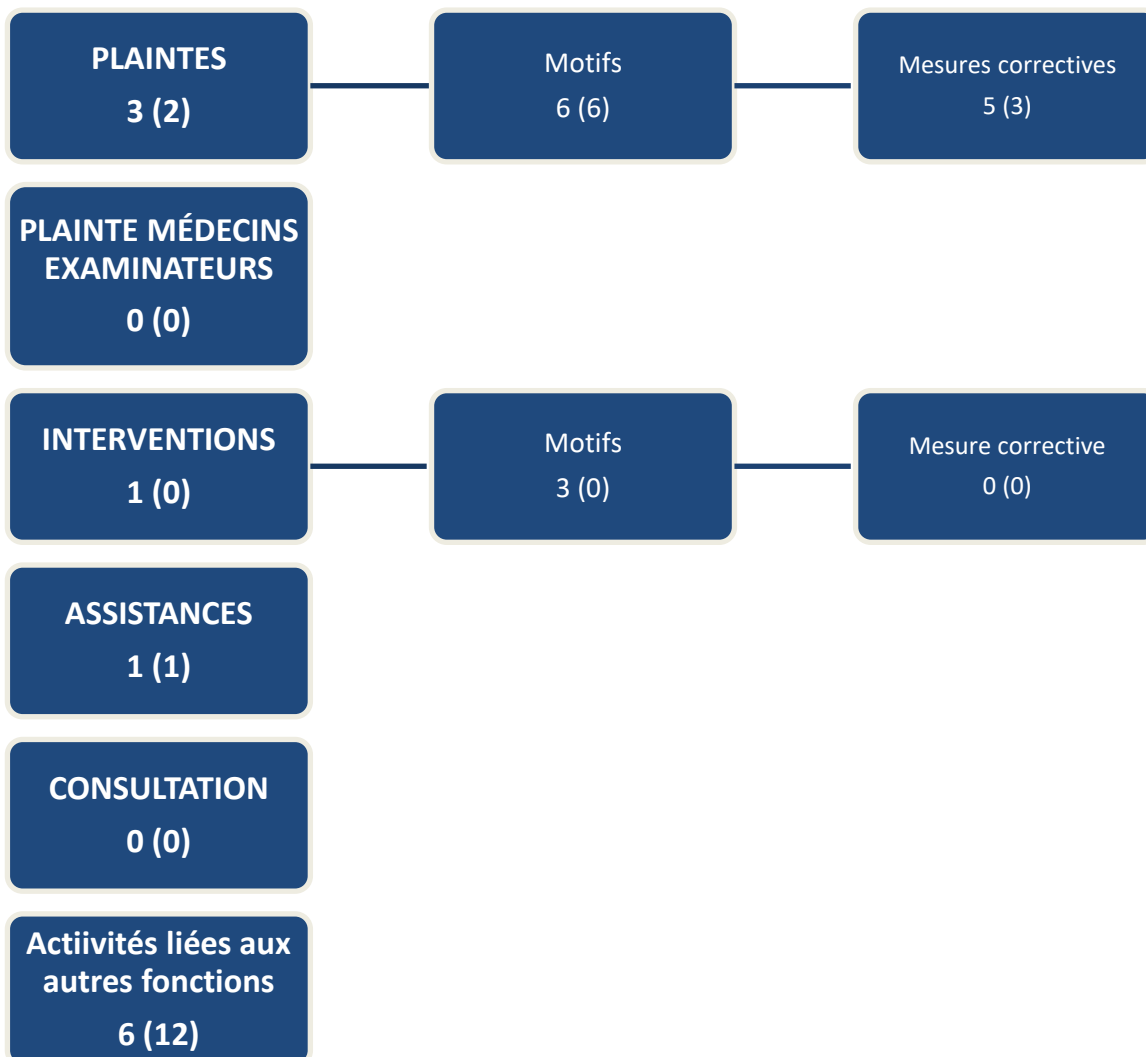 PLAINTES
3 (2)
Motifs
6 (6)
Mesures correctives
5 (3)
PLAINTE MÉDECINS
EXAMINATEURS
0 (0)
INTERVENTIONS
1 (0)
Motifs
3 (0)
Mesure corrective
0 (0)
ASSISTANCES
1 (1)
CONSULTATION
0 (0)
Actiivités liées aux
autres fonctions
6 (12)